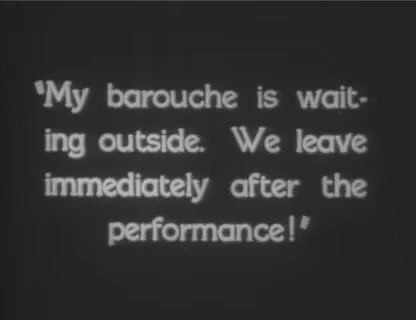 "My barouche is wait-
ing outside. We leave
immediately after the
performance!"